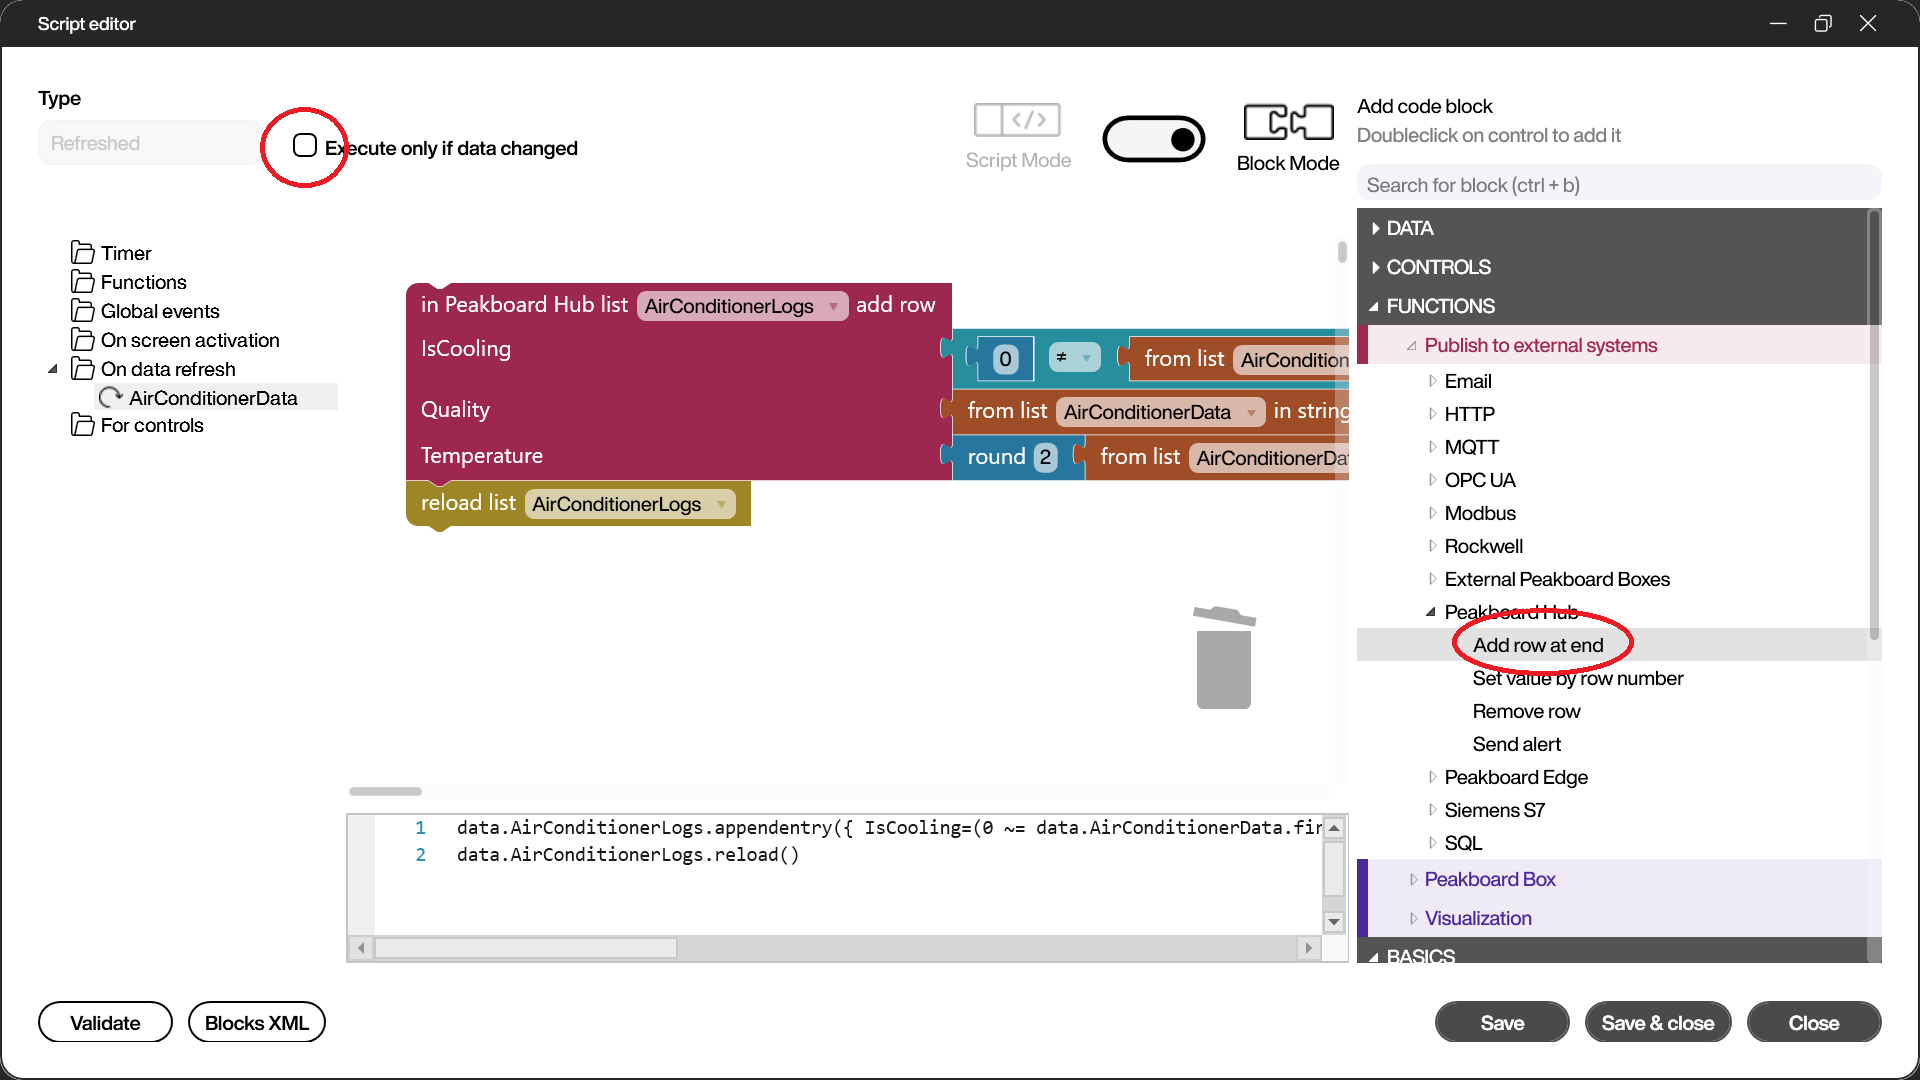 Script editor
Type
Refreshed
Execute only if data changed
Script Mode
Block Mode
Add code block
Doubleclick on control to add it
Search for block (ctrl + b)
Timer
Functions
Global events
On screen activation
On data refresh
AirConditionerData
For controls
in Peakboard Hub list AirConditionerLogs add row
IsCooling
0 ≠ from list AirCondition
Quality
from list AirConditionerData in string
Temperature
round 2 from list AirConditionerDa
reload list AirConditionerLogs
1 data.AirConditionerLogs.appendentry({ IsCooling=(0 ~= data.AirConditionerData.fir
2 data.AirConditionerLogs.reload()
DATA
CONTROLS
FUNCTIONS
Publish to external systems
Email
HTTP
MQTT
OPC UA
Modbus
Rockwell
External Peakboard Boxes
Peakboard Hub
Add row at end
Set value by row number
Remove row
Send alert
Peakboard Edge
Siemens S7
SQL
Peakboard Box
Visualization
BASICS
Validate
Blocks XML
Save
Save & close
Close